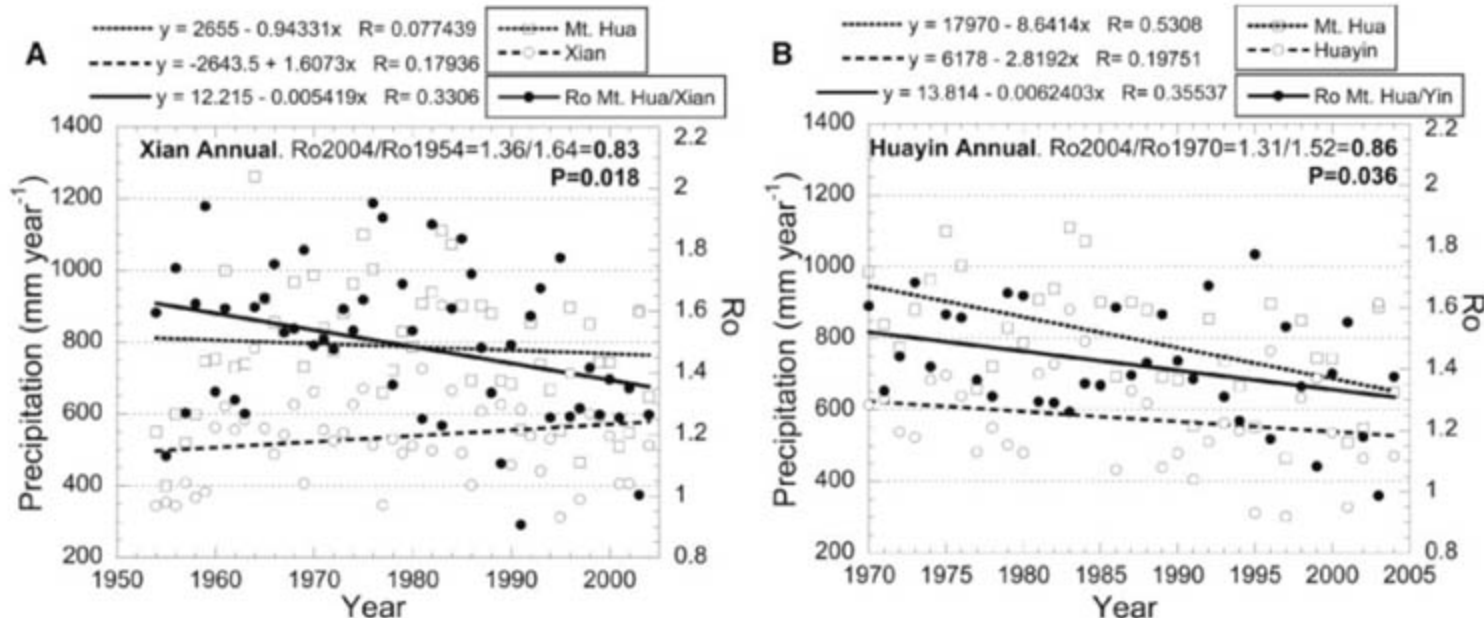 A
y = 2655 - 0.94331x R= 0.077439
y = -2643.5 + 1.6073x R= 0.17936
y = 12.215 - 0.005419x R= 0.3306
Mt. Hua
Xian
Ro Mt. Hua/Xian
Xian Annual. Ro2004/Ro1954=1.36/1.64=0.83
P=0.018
Precipitation (mm year-1)
1400
1200
1000
800
600
400
200
2.2
2
1.8
1.6
1.4
1.2
1
0.8
Ro
1950 1960 1970 1980 1990 2000
Year
B
y = 17970 - 8.6414x R= 0.5308
y = 6178 - 2.8192x R= 0.19751
y = 13.814 - 0.0062403x R= 0.35537
Mt. Hua
Huayin
Ro Mt. Hua/Yin
Huayin Annual. Ro2004/Ro1970=1.31/1.52=0.86
P=0.036
Precipitation (mm year-1)
1400
1200
1000
800
600
400
200
2.2
2
1.8
1.6
1.4
1.2
1
0.8
Ro
1970 1975 1980 1985 1990 1995 2000 2005
Year